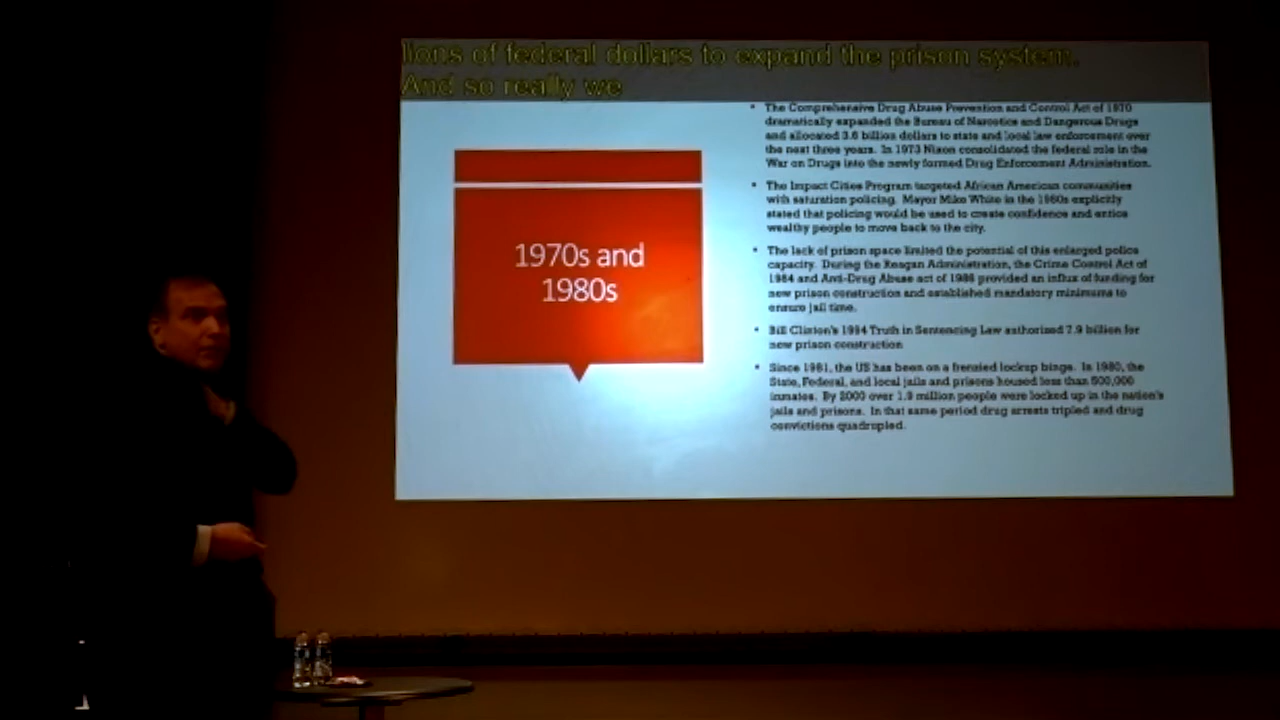 lions of federal dollars to expand the prison system.
And so really we
1970s and
1980s
• The Comprehensive Drug Abuse Prevention and Control Act of 1970
dramatically expanded the Bureau of Narcotics and Dangerous Drugs
and allocated 3.6 billion dollars to state and local law enforcement over
the next three years. In 1973 Nixon consolidated the federal role in the
War on Drugs into the newly formed Drug Enforcement Administration.
• The Impact Cities Program targeted African American communities
with saturation policing. Mayor Mike White in the 1980s explicitly
stated that policing would be used to create confidence and entice
wealthy people to move back to the city.
• The lack of prison space limited the potential of this enlarged police
capacity. During the Reagan Administration, the Crime Control Act of
1984 and Anti-Drug Abuse act of 1986 provided an influx of funding for
new prison construction and established mandatory minimums to
ensure jail time.
• Bill Clinton's 1994 Truth in Sentencing Law authorized 7.9 billion for
new prison construction
• Since 1981, the US has been on a frenzied lockup binge. In 1980, the
State, Federal, and local jails and prisons housed less than 500,000
inmates. By 2000 over 1.9 million people were locked up in the nation's
jails and prisons. In that same period drug arrests tripled and drug
convictions quadrupled.